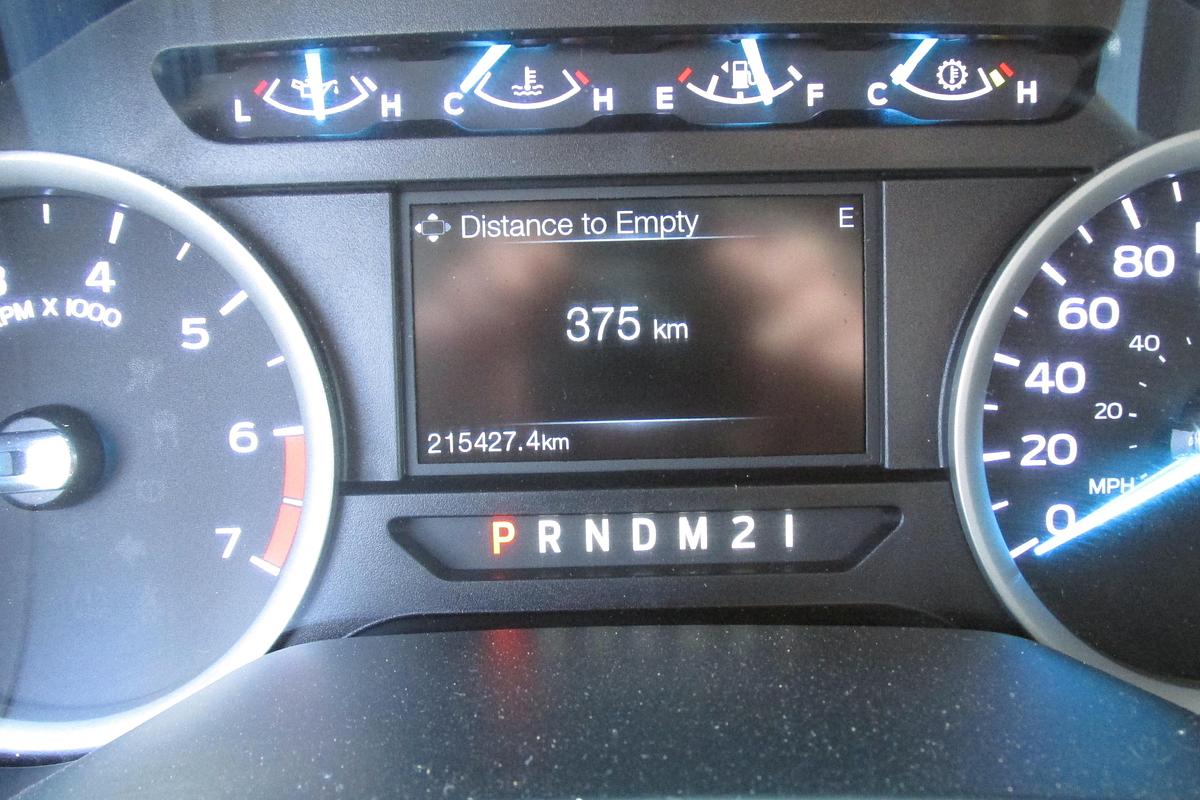 L H C H E F C H
Distance to Empty E
375 km
215427.4km
4 5 6 7
RPM X 1000
80 60 40 20 0
40 20
MPH
P R N D M 2 1